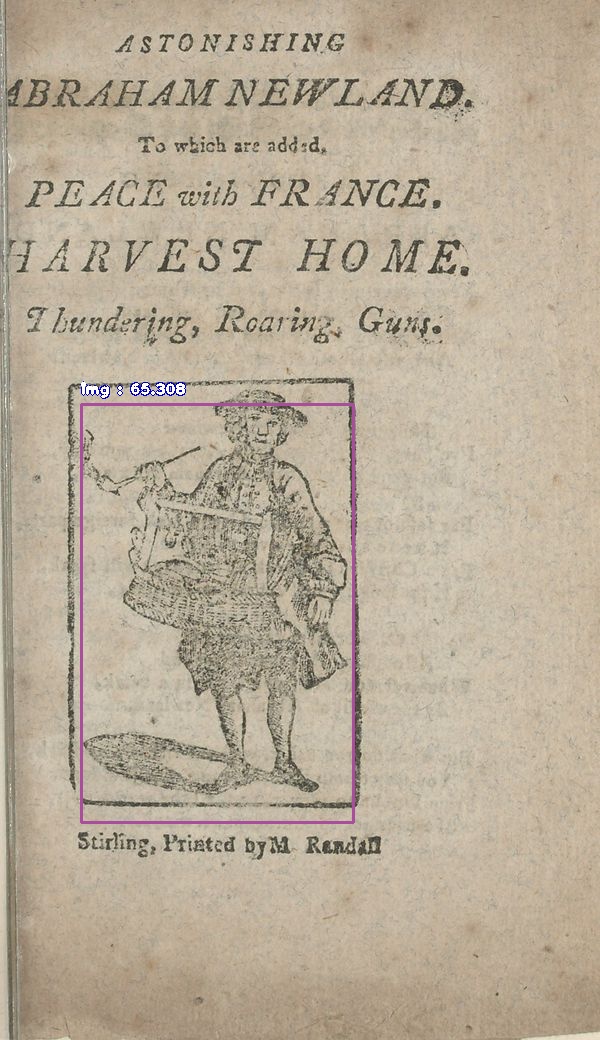 ASTONISHING
ABRAHAM NEWLAND.
To which are added,
PEACE with FRANCE.
HARVEST HOME.
Thundering, Roaring, Guns.
img : 65.308
Stirling, Printed by M Randall